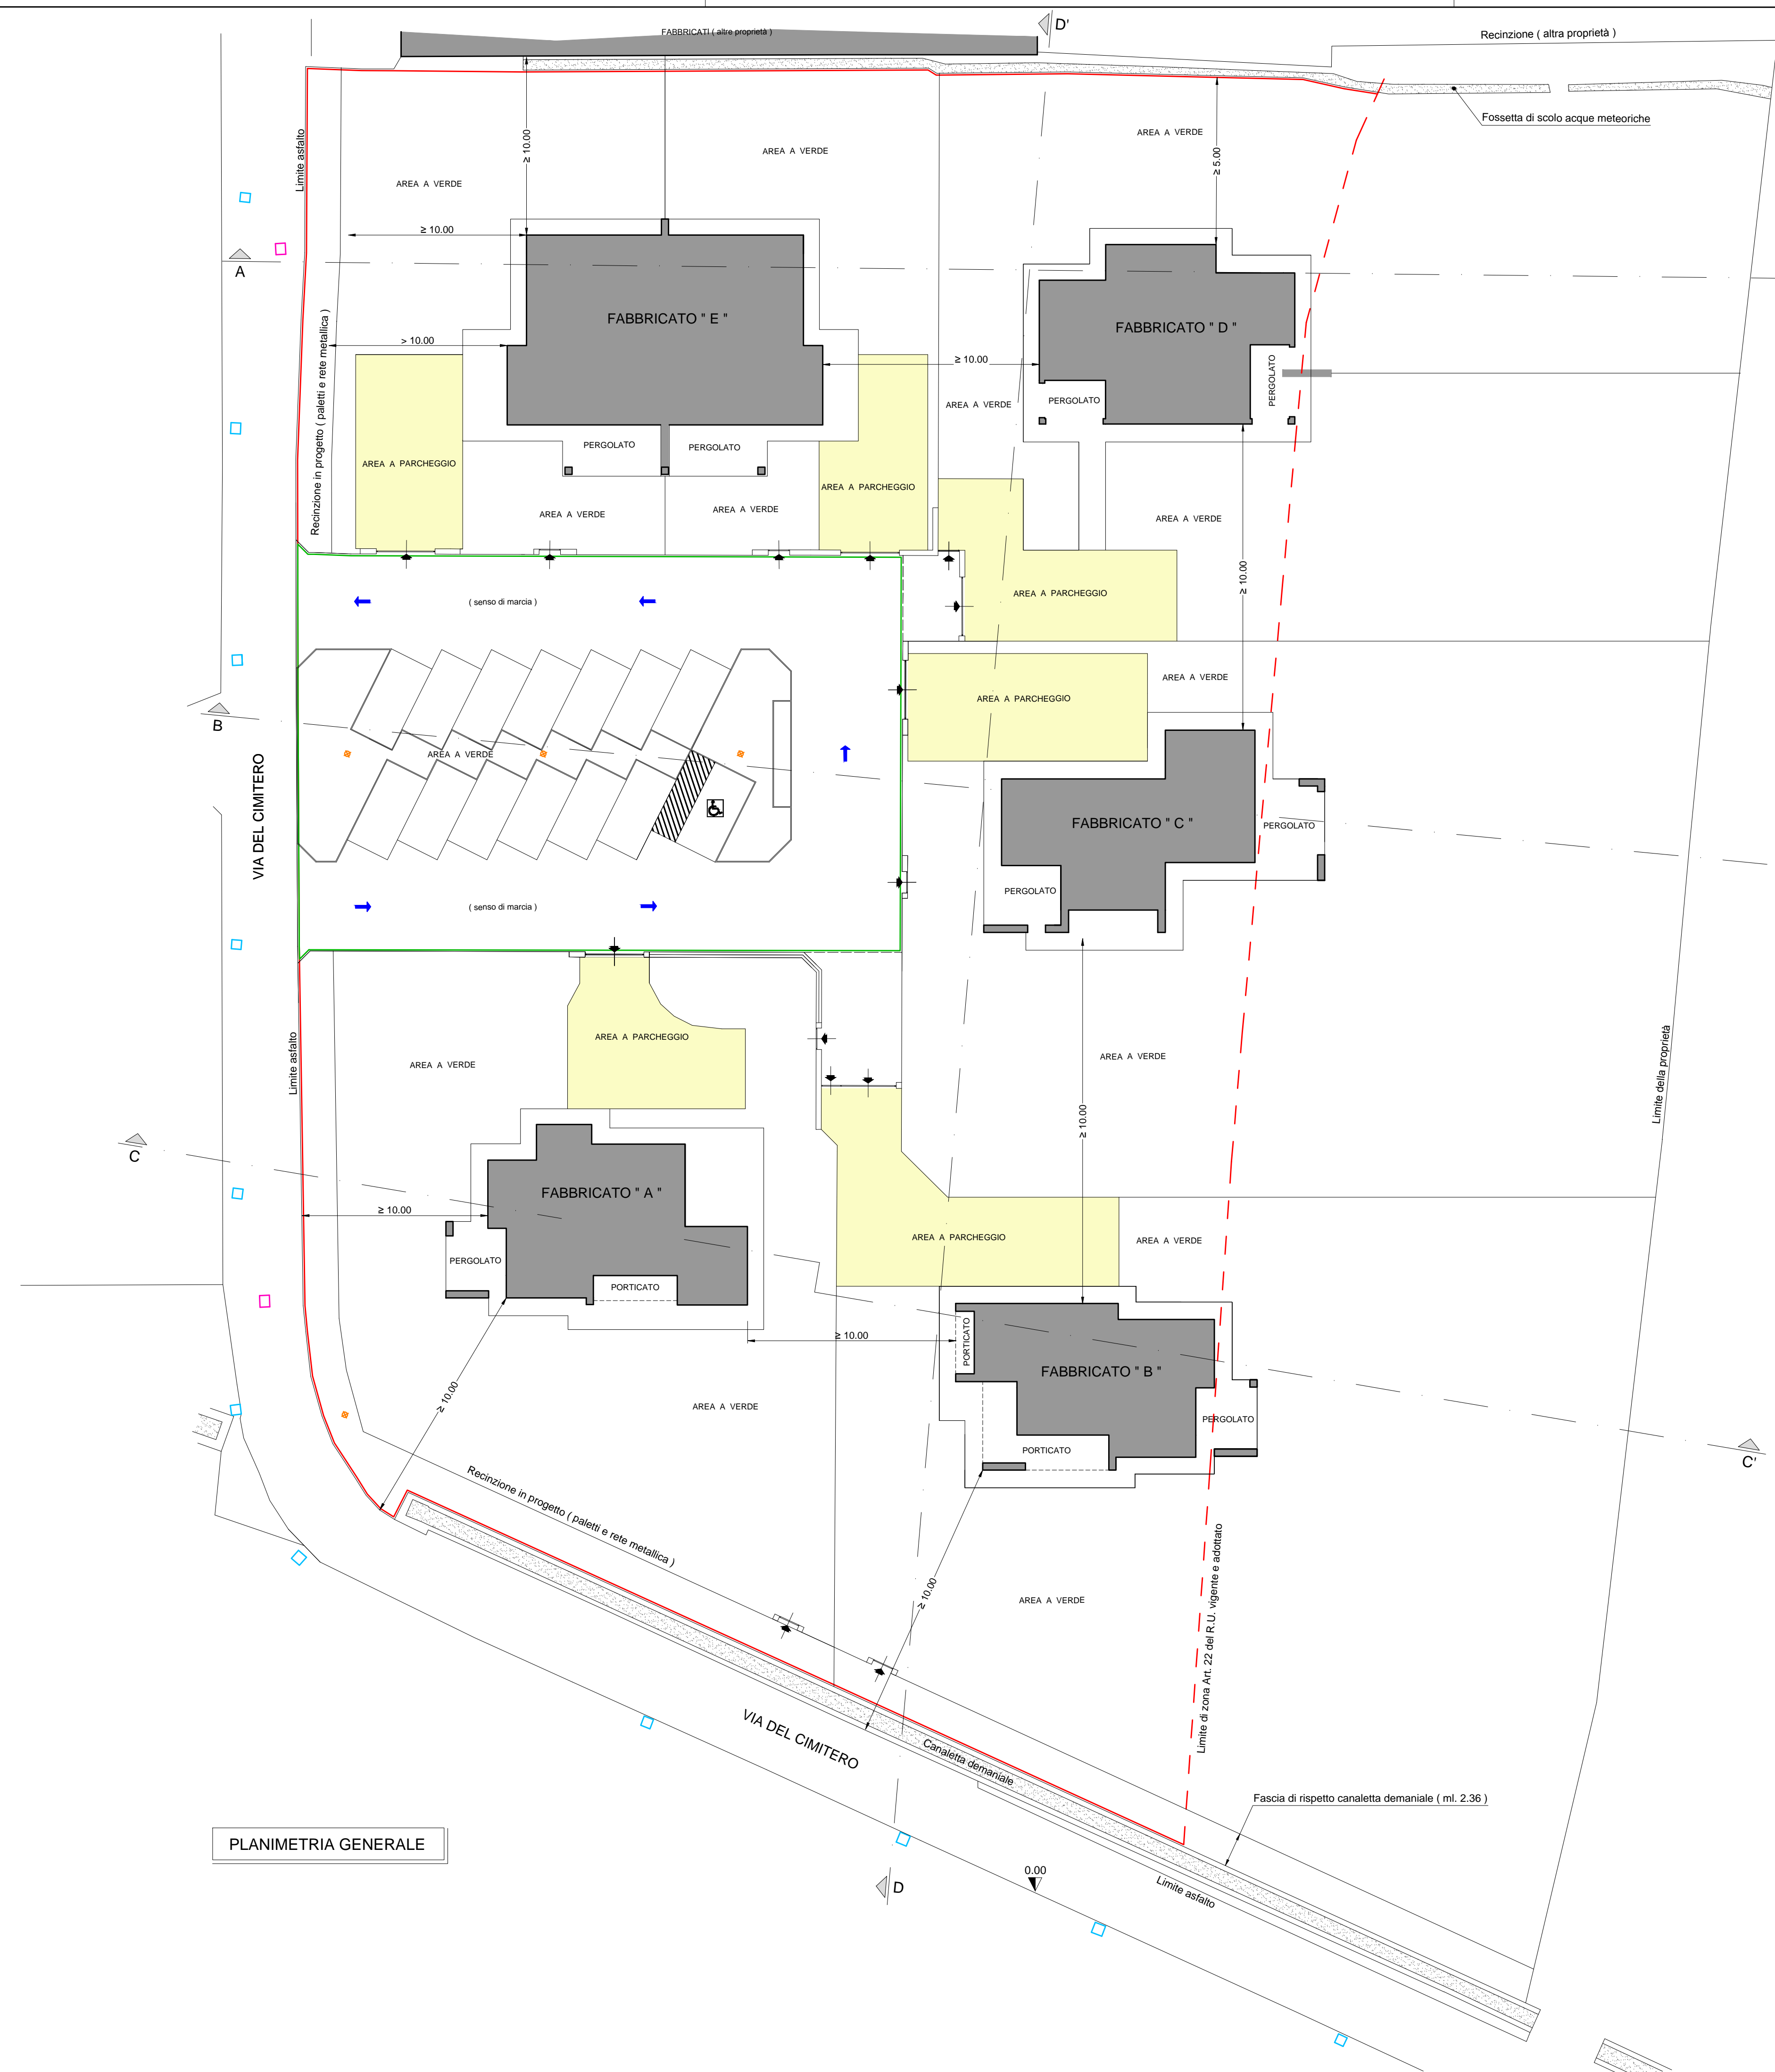 FABBRICATI ( altre proprietà )
D'
Recinzione ( altra proprietà )
Fossetta di scolo acque meteoriche
Limite asfalto
≥ 10.00
AREA A VERDE
AREA A VERDE
AREA A VERDE
≥ 5.00
≥ 10.00
A
FABBRICATO " E "
FABBRICATO " D "
> 10.00
≥ 10.00
Recinzione in progetto ( paletti e rete metallica )
PERGOLATO
PERGOLATO
AREA A VERDE
PERGOLATO
PERGOLATO
AREA A PARCHEGGIO
AREA A PARCHEGGIO
AREA A VERDE
AREA A VERDE
AREA A VERDE
≥ 10.00
AREA A PARCHEGGIO
( senso di marcia )
AREA A VERDE
AREA A PARCHEGGIO
B
AREA A VERDE
VIA DEL CIMITERO
FABBRICATO " C "
PERGOLATO
PERGOLATO
( senso di marcia )
Limite asfalto
AREA A PARCHEGGIO
AREA A VERDE
AREA A VERDE
Limite della proprietà
≥ 10.00
C
FABBRICATO " A "
≥ 10.00
AREA A PARCHEGGIO
AREA A VERDE
PERGOLATO
PORTICATO
≥ 10.00
PORTICATO
FABBRICATO " B "
≥ 10.00
AREA A VERDE
PERGOLATO
PORTICATO
C'
Recinzione in progetto ( paletti e rete metallica )
≥ 10.00
AREA A VERDE
Limite di zona Art. 22 del R.U. vigente e adottato
VIA DEL CIMITERO
Canaletta demaniale
Fascia di rispetto canaletta demaniale ( ml. 2.36 )
PLANIMETRIA GENERALE
D
0.00
Limite asfalto